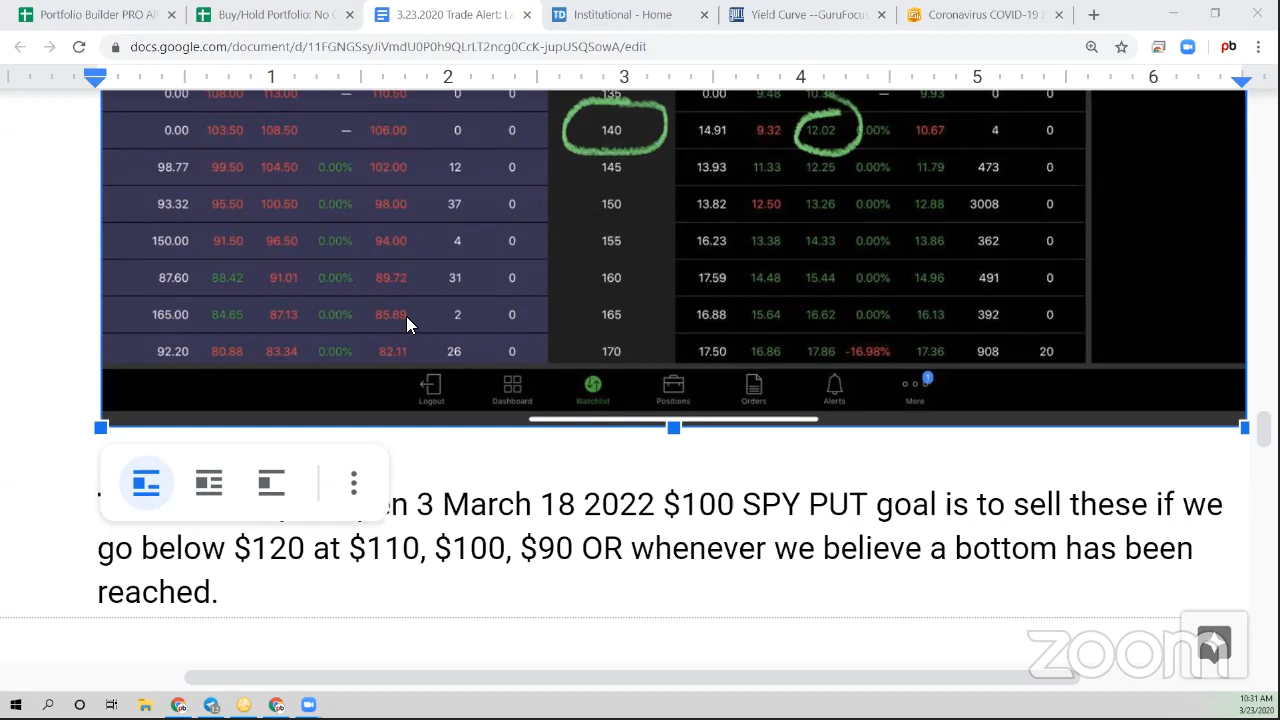 Portfolio Builder PRO Al
Buy/Hold Portfolio: No
3.23.2020 Trade Alert: L
Institutional - Home
Yield Curve - GuruFocus
Coronavirus COVID-19
1 2 3 4 5 6
0.00 108.00 113.00 — 110.50 0 0 135 0.00 9.48 10.38 — 9.93 0 0
0.00 103.50 108.50 — 106.00 0 0 140 14.91 9.32 12.02 0.00% 10.67 4 0
98.77 99.50 104.50 0.00% 102.00 12 0 145 13.93 11.33 12.25 0.00% 11.79 473 0
93.32 95.50 100.50 0.00% 98.00 37 0 150 13.82 12.50 13.26 0.00% 12.88 3008 0
150.00 91.50 96.50 0.00% 94.00 4 0 155 16.23 13.38 14.33 0.00% 13.86 362 0
87.60 88.42 91.01 0.00% 89.72 31 0 160 17.59 14.48 15.44 0.00% 14.96 491 0
165.00 84.65 87.13 0.00% 85.89 2 0 165 16.88 15.64 16.62 0.00% 16.13 392 0
92.20 80.88 83.34 0.00% 82.11 26 0 170 17.50 16.86 17.86 -16.98% 17.36 908 20
Logout Dashboard Watchlist Positions Orders Alerts More 1
3 March 18 2022 $100 SPY PUT goal is to sell these if we
go below $120 at $110, $100, $90 OR whenever we believe a bottom has been
reached.
zoom
10:31 AM
3/23/2020